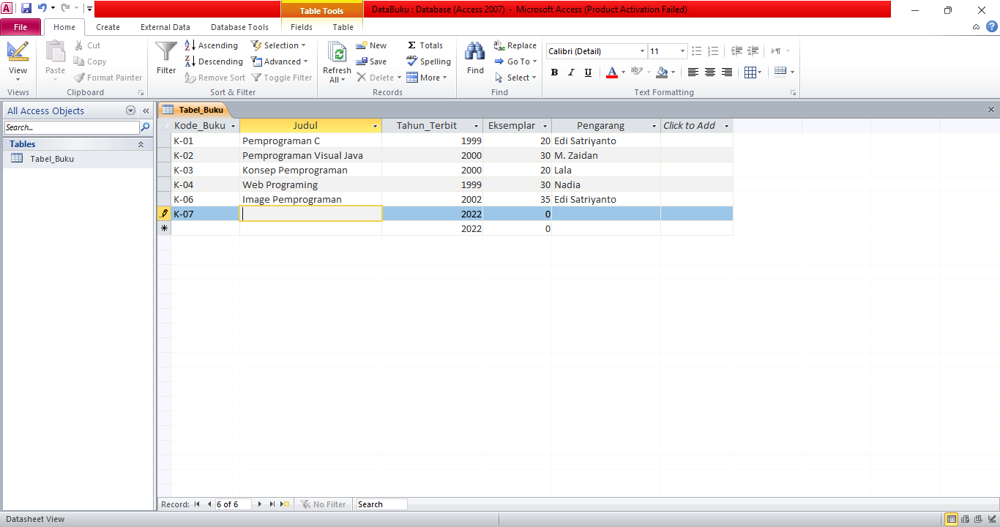 Table Tools
DataBuku : Database (Access 2007) - Microsoft Access (Product Activation Failed)
File Home Create External Data Database Tools Fields Table
View
Views
Paste
Cut
Copy
Format Painter
Clipboard
Filter
Ascending
Descending
Remove Sort
Selection
Advanced
Toggle Filter
Sort & Filter
Refresh
All
New
Save
Delete
Totals
Spelling
More
Records
Find
Replace
Go To
Select
Find
Calibri (Detail) 11
B I U
Text Formatting
All Access Objects
Search...
Tables
Tabel_Buku
Tabel_Buku
Kode_Buku Judul Tahun_Terbit Eksemplar Pengarang Click to Add
K-01 Pemprograman C 1999 20 Edi Satriyanto
K-02 Pemprograman Visual Java 2000 30 M. Zaidan
K-03 Konsep Pemprograman 2000 20 Lala
K-04 Web Programing 1999 30 Nadia
K-06 Image Pemprograman 2002 35 Edi Satriyanto
K-07 2022 0
2022 0
Record: 6 of 6 No Filter Search
Datasheet View